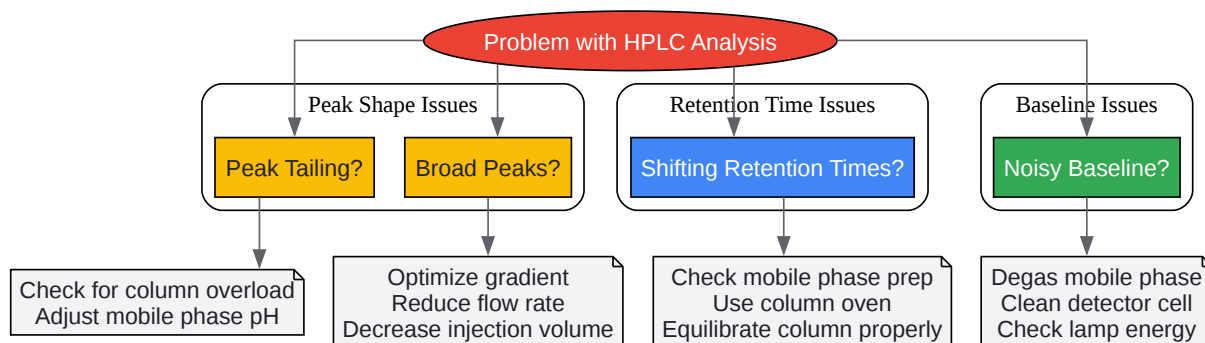 Problem with HPLC Analysis
Peak Shape Issues
Retention Time Issues
Baseline Issues
Peak Tailing?
Broad Peaks?
Shifting Retention Times?
Noisy Baseline?
Check for column overload
Adjust mobile phase pH
Optimize gradient
Reduce flow rate
Decrease injection volume
Check mobile phase prep
Use column oven
Equilibrate column properly
Degas mobile phase
Clean detector cell
Check lamp energy